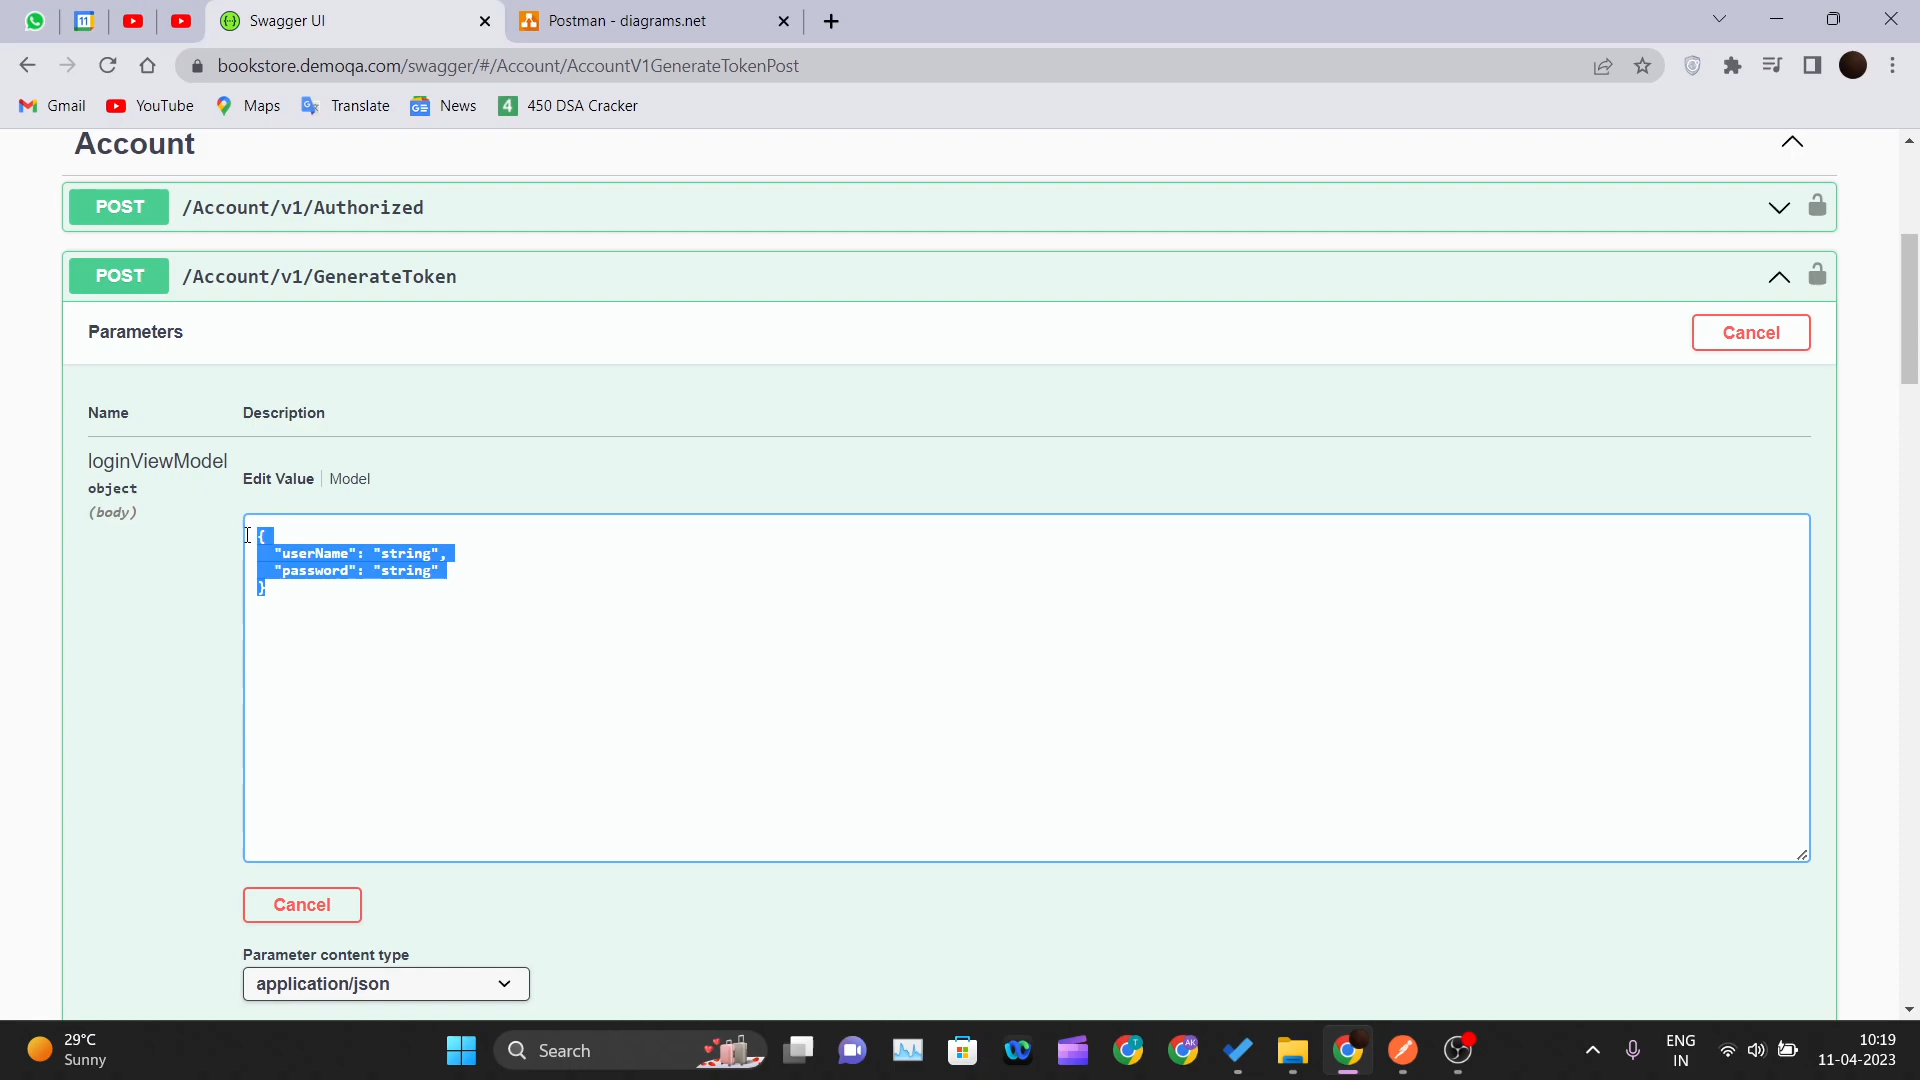 Swagger UI
Postman - diagrams.net
bookstore.demoqa.com/swagger/#/Account/AccountV1GenerateTokenPost
Gmail
YouTube
Maps
Translate
News
4
450 DSA Cracker
Account
POST /Account/v1/Authorized
POST /Account/v1/GenerateToken
Parameters
Cancel
Name Description
loginViewModel
object
(body)
Edit Value Model
{
"userName": "string",
"password": "string"
}
Cancel
Parameter content type
application/json
29°C
Sunny
Search
ENG
IN
10:19
11-04-2023